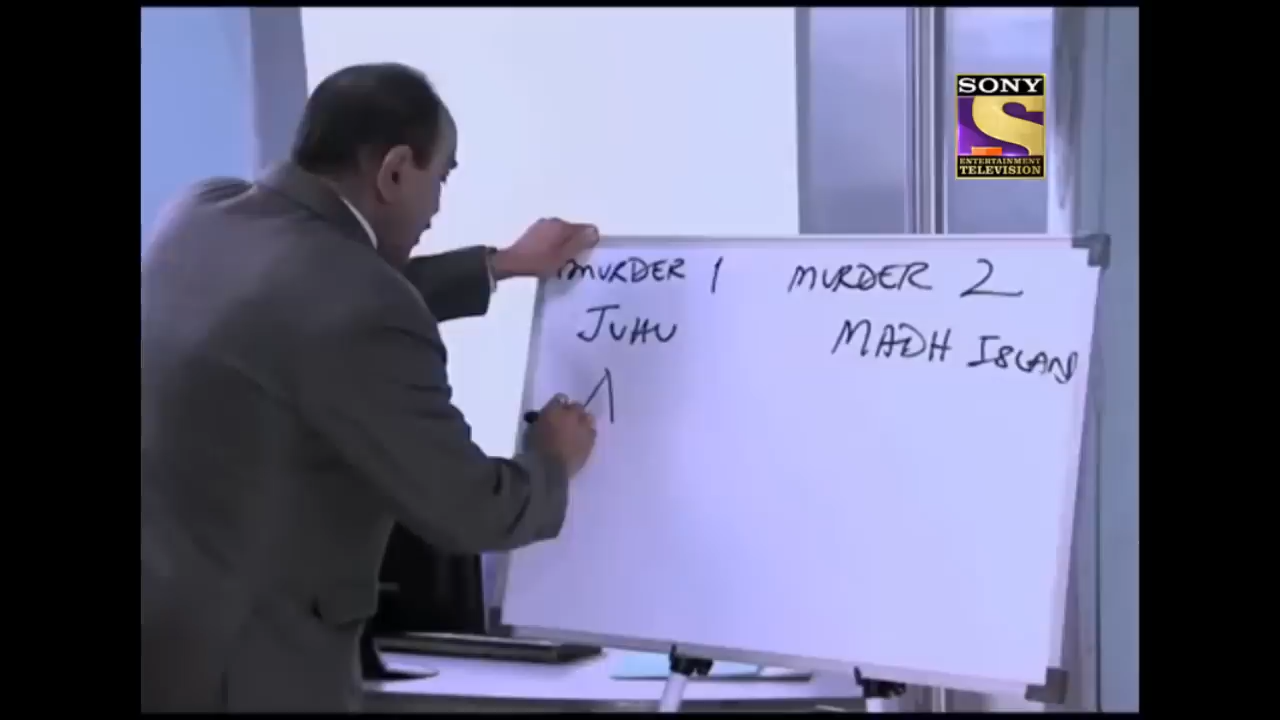 SONY
ENTERTAINMENT
TELEVISION
MURDER 1 MURDER 2
JUHU MADH ISLAND